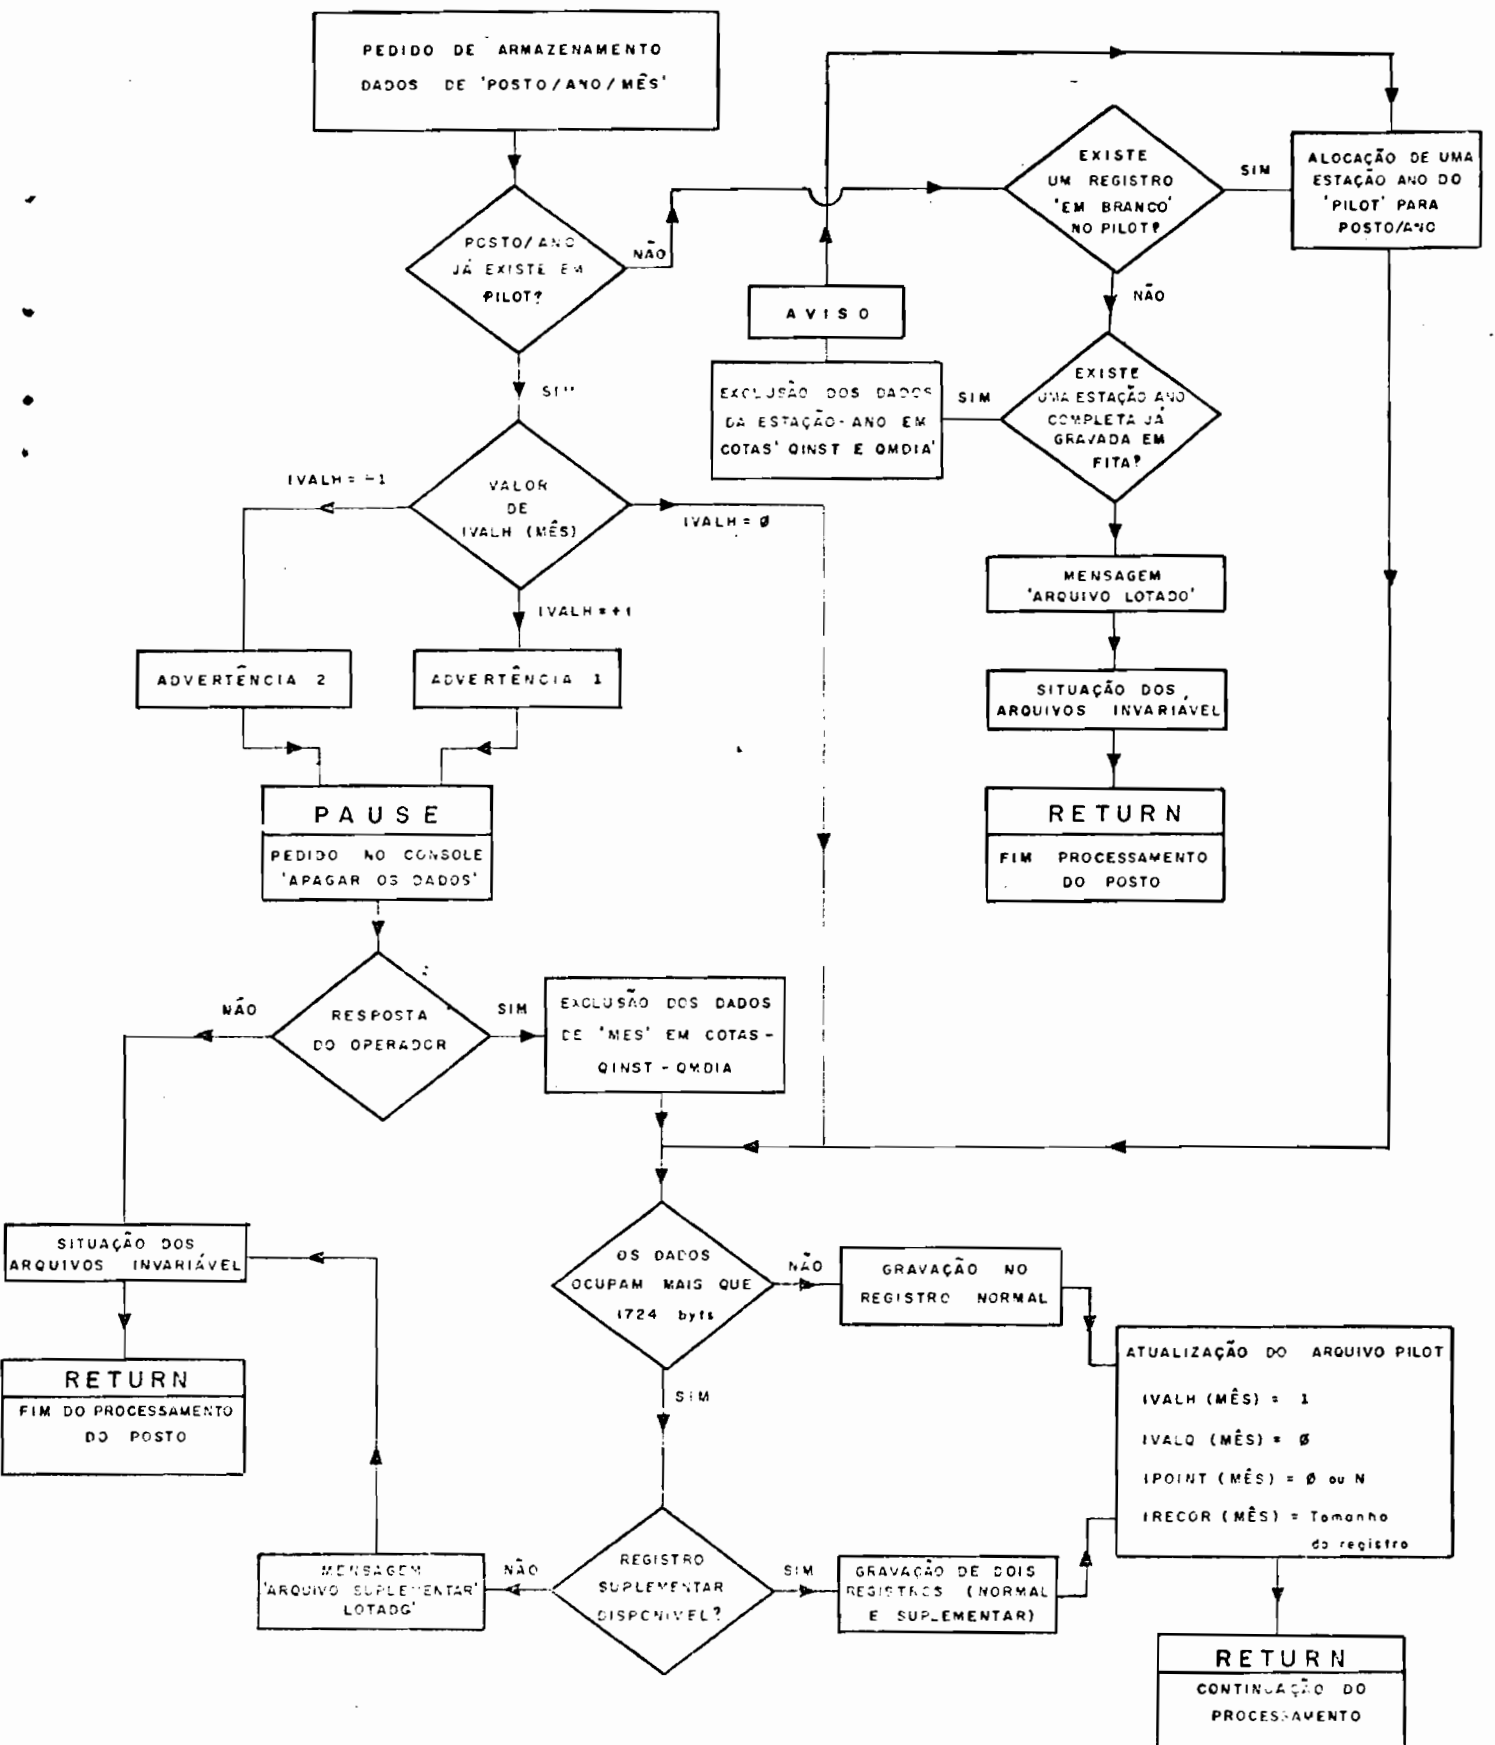 PEDIDO DE ARMAZENAMENTO
DADOS DE 'POSTO/ANO/MÊS'
POSTO/ANO
JÁ EXISTE EM
PILOT?
NÃO
EXISTE
UM REGISTRO
'EM BRANCO'
NO PILOT?
SIM
ALOCAÇÃO DE UMA
ESTAÇÃO ANO DO
'PILOT' PARA
POSTO/ANO
NÃO
AVISO
EXCLUSÃO DOS DADOS
DA ESTAÇÃO-ANO EM
COTAS' QINST E QMDIA'
SIM
EXISTE
UMA ESTAÇÃO ANO
COMPLETA JÁ
GRAVADA EM
FITA?
VALOR
DE
IVALH (MÊS)
IVALH = -1
IVALH = Ø
IVALH = +1
MENSAGEM
'ARQUIVO LOTADO'
ADVERTÊNCIA 2
ADVERTÊNCIA 1
SITUAÇÃO DOS
ARQUIVOS INVARIÁVEL
PAUSE
PEDIDO NO CONSOLE
'APAGAR OS DADOS'
RETURN
FIM PROCESSAMENTO
DO POSTO
NÃO
RESPOSTA
DO OPERADOR
SIM
EXCLUSÃO DOS DADOS
DE 'MES' EM COTAS -
QINST - QMDIA
SITUAÇÃO DOS
ARQUIVOS INVARIÁVEL
OS DADOS
OCUPAM MAIS QUE
1724 byts
NÃO
GRAVAÇÃO NO
REGISTRO NORMAL
RETURN
FIM DO PROCESSAMENTO
DO POSTO
SIM
ATUALIZAÇÃO DO ARQUIVO PILOT
IVALH (MÊS) = 1
IVALQ (MÊS) = Ø
IPOINT (MÊS) = Ø ou N
IRECOR (MÊS) = Tamanho
do registro
MENSAGEM
'ARQUIVO SUPLEMENTAR'
LOTADO'
NÃO
REGISTRO
SUPLEMENTAR
DISPONIVEL?
SIM
GRAVAÇÃO DE DOIS
REGISTROS (NORMAL
E SUPLEMENTAR)
RETURN
CONTINUAÇÃO DO
PROCESSAMENTO